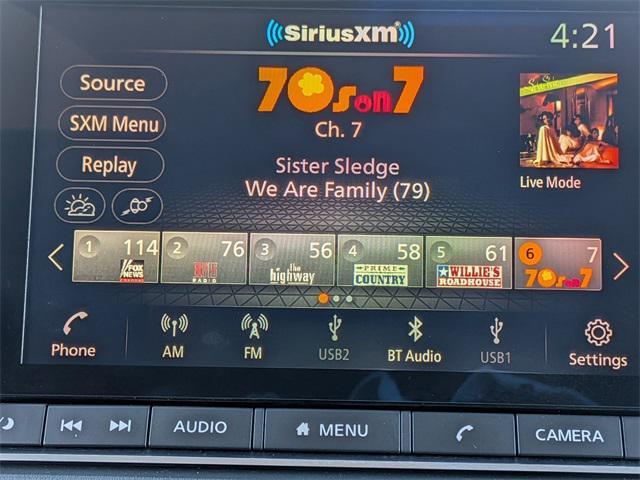 SiriusXM®
4:21
70s on 7
Ch. 7
Source
SXM Menu
Replay
Sister Sledge
We Are Family (79)
Live Mode
1 114
FOX NEWS
2 76
RADIO
3 56
the highway
4 58
PRIME COUNTRY
5 61
WILLIE'S ROADHOUSE
6 7
70s on 7
Phone
AM
FM
USB2
BT Audio
USB1
Settings
AUDIO
MENU
CAMERA